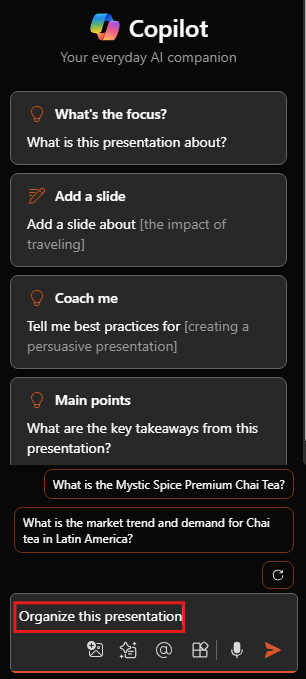 Copilot
Your everyday AI companion
What's the focus?
What is this presentation about?
Add a slide
Add a slide about [the impact of
traveling]
Coach me
Tell me best practices for [creating a
persuasive presentation]
Main points
What are the key takeaways from this
presentation?
What is the Mystic Spice Premium Chai Tea?
What is the market trend and demand for Chai
tea in Latin America?
Organize this presentation